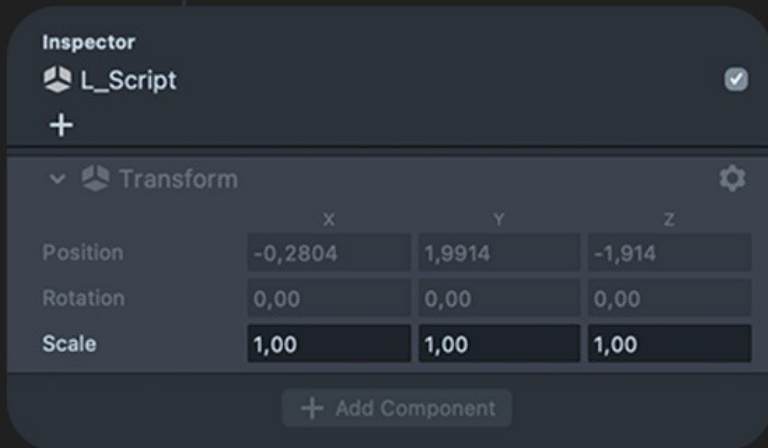 Inspector
L_Script
+
Transform
X Y Z
Position -0,2804 1,9914 -1,914
Rotation 0,00 0,00 0,00
Scale 1,00 1,00 1,00
+ Add Component